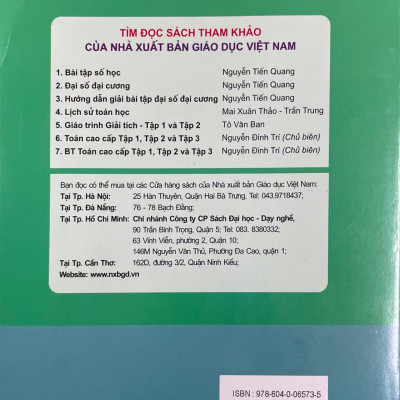 TÌM ĐỌC SÁCH THAM KHẢO
CỦA NHÀ XUẤT BẢN GIÁO DỤC VIỆT NAM
1. Bài tập số học Nguyễn Tiến Quang
2. Đại số đại cương Nguyễn Tiến Quang
3. Hướng dẫn giải bài tập đại số đại cương Nguyễn Tiến Quang
4. Lịch sử toán học Mai Xuân Thảo - Trần Trung
5. Giáo trình Giải tích - Tập 1 và Tập 2 Tô Văn Ban
6. Toán cao cấp Tập 1, Tập 2 và Tập 3 Nguyễn Đình Trí (Chủ biên)
7. BT Toán cao cấp Tập 1, Tập 2 và Tập 3 Nguyễn Đình Trí (Chủ biên)
Bạn đọc có thể mua tại các Cửa hàng sách của Nhà xuất bản Giáo dục Việt Nam:
Tại Tp. Hà Nội: 25 Hàn Thuyên, Quận Hai Bà Trưng, Tel: 043.9718437;
Tại Tp. Đà Nẵng: 76 - 78 Bạch Đằng;
Tại Tp. Hồ Chí Minh: Chi nhánh Công ty CP Sách Đại học - Dạy nghề,
90 Trần Bình Trọng, Quận 5; Tel: 083. 8380332;
63 Vĩnh Viễn, phường 2, Quận 10;
146M Nguyễn Văn Thủ, Phường Đa Cao, quận 1;
Tại Tp. Cần Thơ: 162D, đường 3/2, Quận Ninh Kiều;
Website: www.nxbgd.vn
ISBN : 978-604-0-06573-5